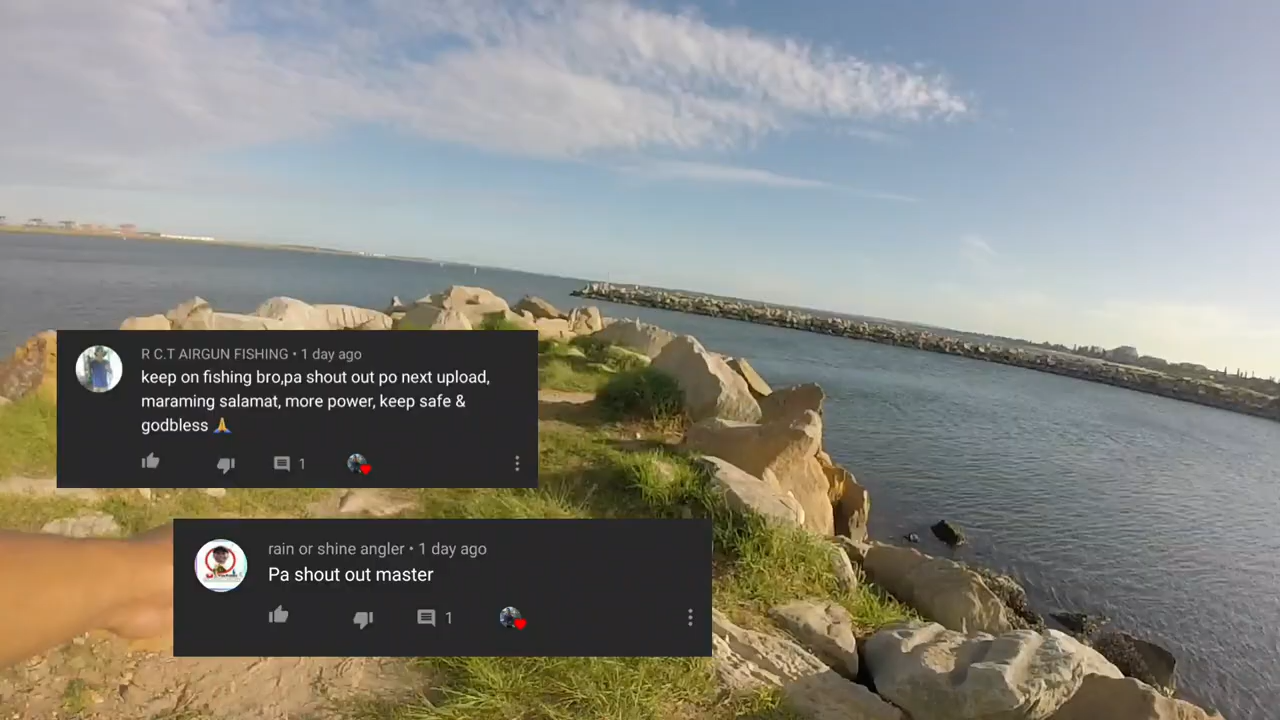 R C.T AIRGUN FISHING • 1 day ago
keep on fishing bro,pa shout out po next upload,
maraming salamat, more power, keep safe &
godbless 🙏
1
rain or shine angler • 1 day ago
Pa shout out master
1